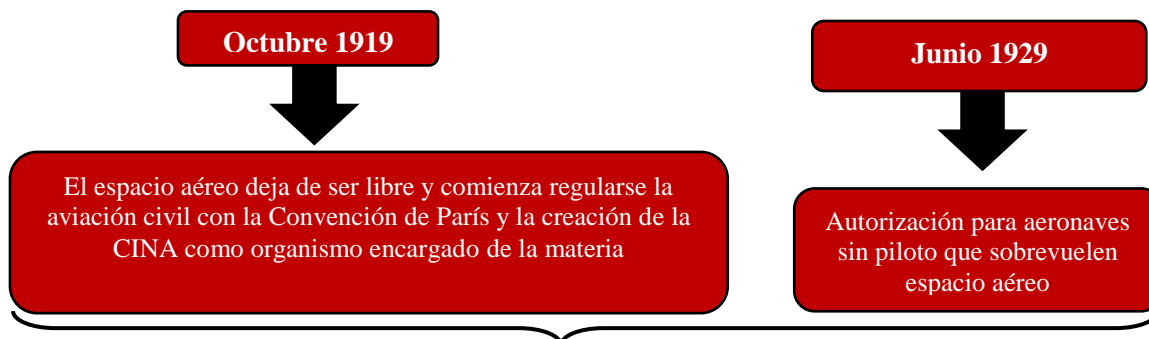 Octubre 1919
El espacio aéreo deja de ser libre y comienza regularse la
aviación civil con la Convención de París y la creación de la
CINA como organismo encargado de la materia
Junio 1929
Autorización para aeronaves
sin piloto que sobrevuelen
espacio aéreo